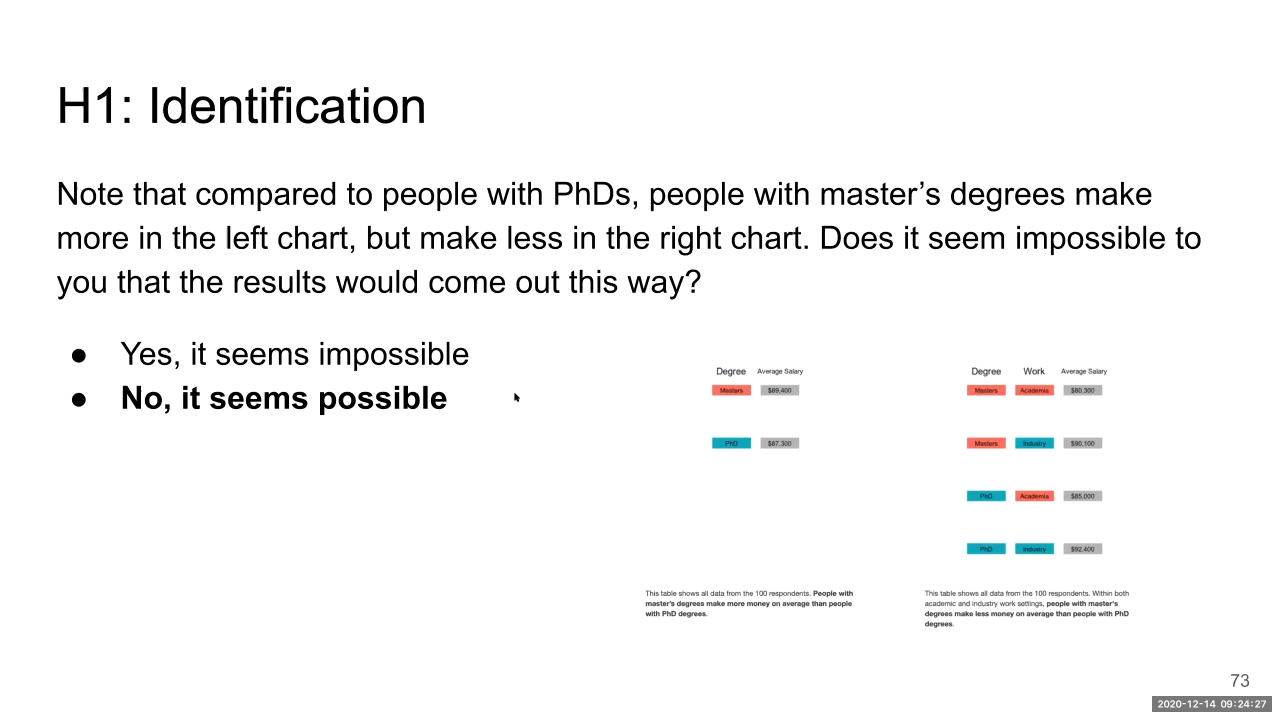 H1: Identification
Note that compared to people with PhDs, people with master’s degrees make
more in the left chart, but make less in the right chart. Does it seem impossible to
you that the results would come out this way?
● Yes, it seems impossible
● No, it seems possible
Degree Average Salary
Masters $89,400
PhD $87,300
This table shows all data from the 100 respondents. People with
master's degrees make more money on average than people
with PhD degrees.
Degree Work Average Salary
Masters Academia $80,300
Masters Industry $90,100
PhD Academia $85,000
PhD Industry $92,400
This table shows all data from the 100 respondents. Within both
academic and industry work settings, people with master's
degrees make less money on average than people with PhD
degrees.
73
2020-12-14 09:24:27